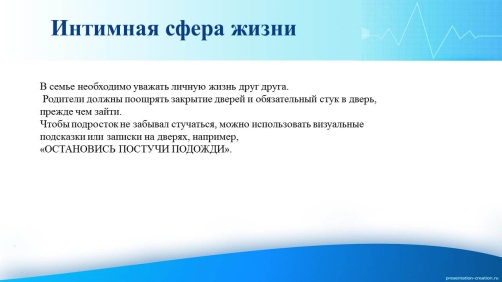 Интимная сфера жизни
В семье необходимо уважать личную жизнь друг друга.
Родители должны поощрять закрытие дверей и обязательный стук в дверь,
прежде чем зайти.
Чтобы подросток не забывал стучаться, можно использовать визуальные
подсказки или записки на дверях, например,
«ОСТАНОВИСЬ ПОСТУЧИ ПОДОЖДИ».
presentation-creation.ru